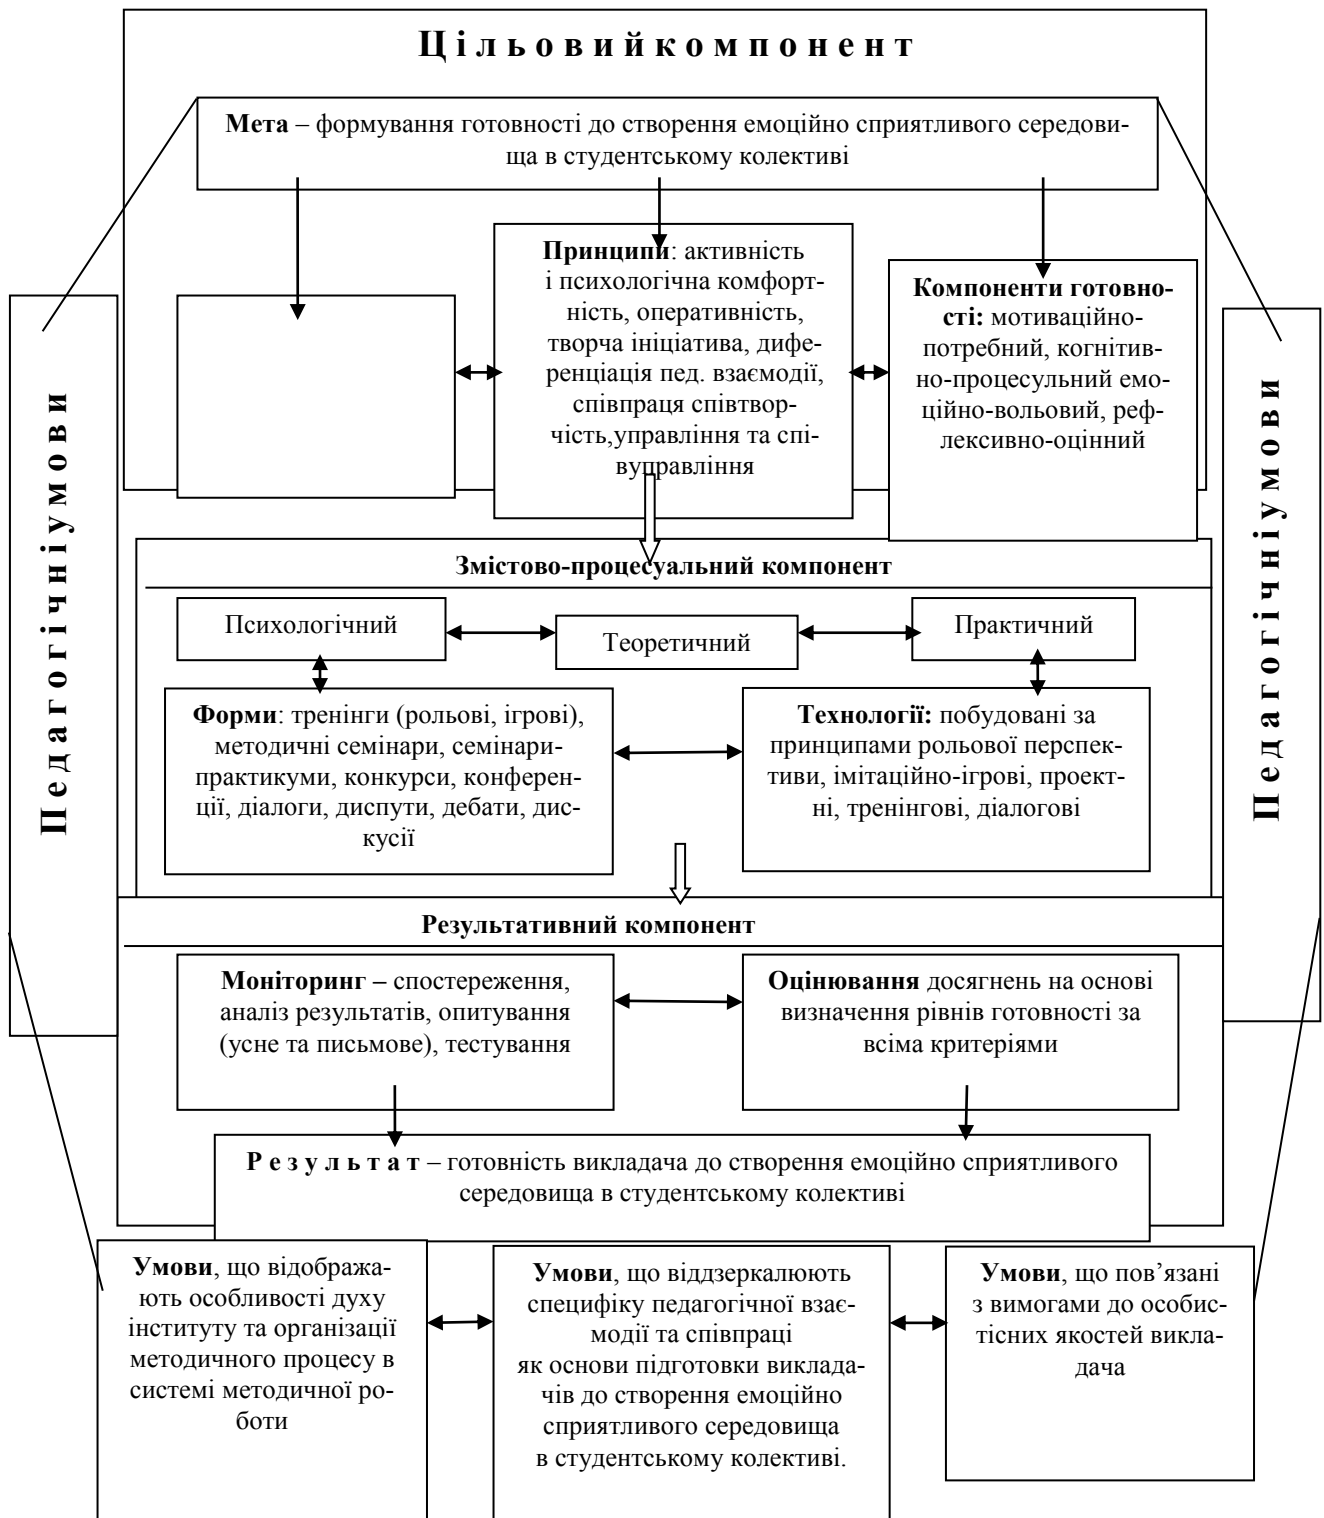 Ц і л ь о в и й к о м п о н е н т
Мета – формування готовності до створення емоційно сприятливого середови-
ща в студентському колективі
Принципи: активність
і психологічна комфорт-
ність, оперативність,
творча ініціатива, дифе-
ренціація пед. взаємодії,
співпраця співтвор-
чість,управління та спі-
вуправління
Компоненти готовно-
сті: мотиваційно-
потребний, когнітив-
но-процесульний емо-
ційно-вольовий, реф-
лексивно-оцінний
П е д а г о г і ч н і у м о в и
П е д а г о г і ч н і у м о в и
Змістово-процесуальний компонент
Психологічний
Теоретичний
Практичний
Форми: тренінги (рольові, ігрові),
методичні семінари, семінари-
практикуми, конкурси, конферен-
ції, діалоги, диспути, дебати, дис-
кусії
Технології: побудовані за
принципами рольової перспек-
тиви, імітаційно-ігрові, проект-
ні, тренінгові, діалогові
Результативний компонент
Моніторинг – спостереження,
аналіз результатів, опитування
(усне та письмове), тестування
Оцінювання досягнень на основі
визначення рівнів готовності за
всіма критеріями
Р е з у л ь т а т – готовність викладача до створення емоційно сприятливого
середовища в студентському колективі
Умови, що відобража-
ють особливості духу
інституту та організації
методичного процесу в
системі методичної ро-
боти
Умови, що віддзеркалюють
специфіку педагогічної взає-
модії та співпраці
як основи підготовки виклада-
чів до створення емоційно
сприятливого середовища
в студентському колективі.
Умови, що пов’язані
з вимогами до особис-
тісних якостей викла-
дача